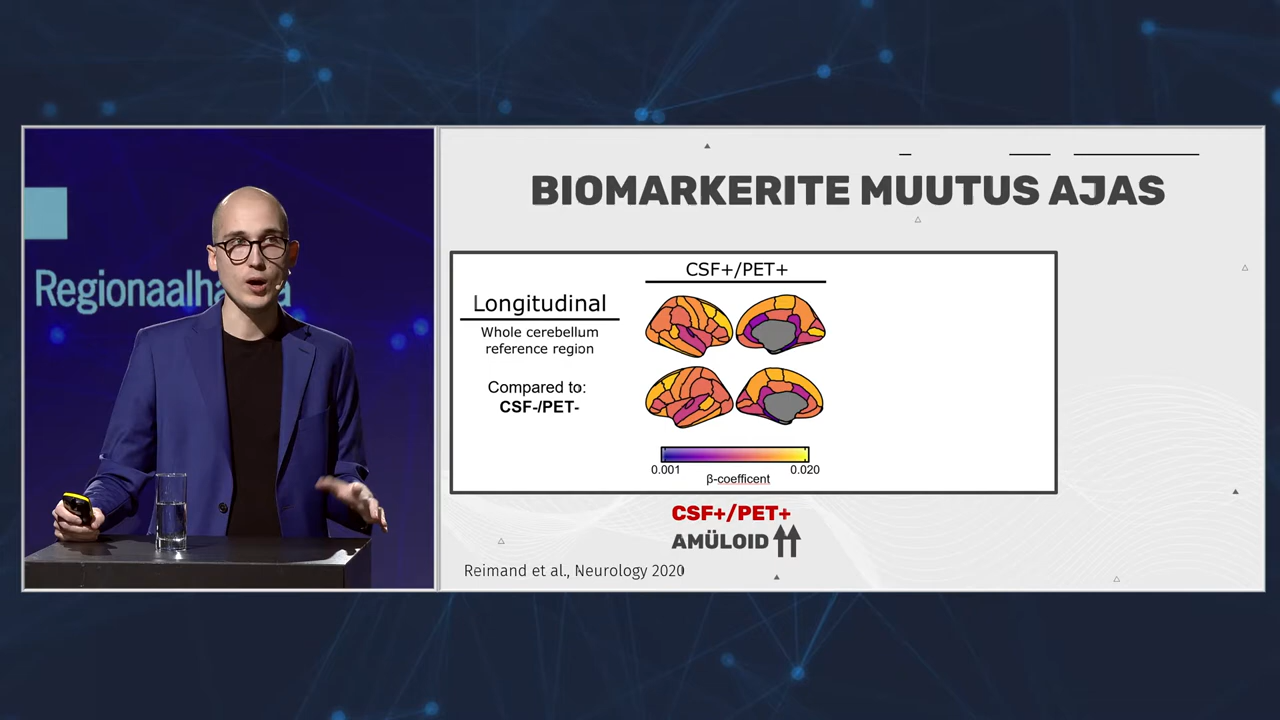 Regionaalha
BIOMARKERITE MUUTUS AJAS
CSF+/PET+
Longitudinal
Whole cerebellum
reference region
Compared to:
CSF-/PET-
0.001
0.020
β-coefficent
CSF+/PET+
AMÜLOID
Reimand et al., Neurology 2020